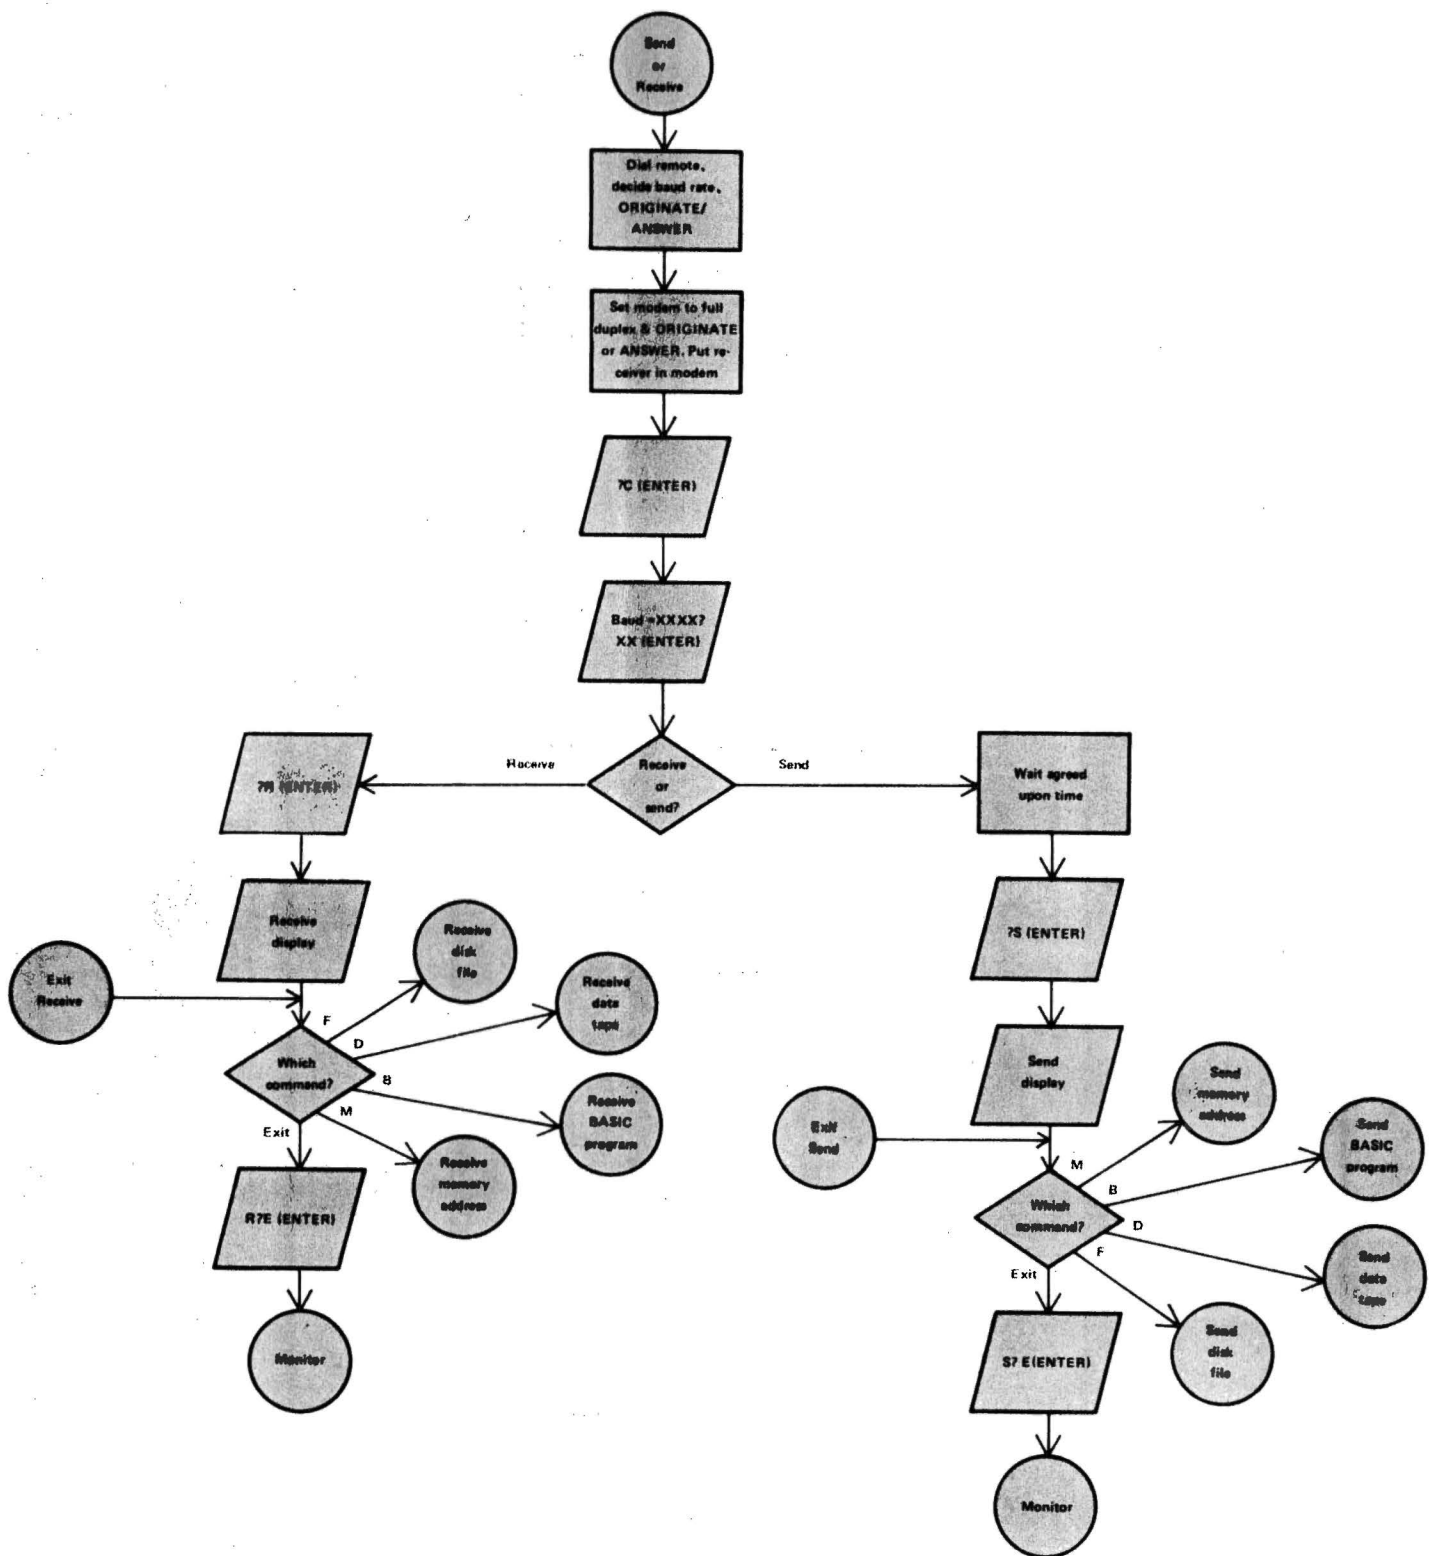 Send
or
Receive
Dial remote,
decide baud rate,
ORIGINATE/
ANSWER
Set modem to full
duplex & ORIGINATE
or ANSWER. Put re-
ceiver in modem
?C (ENTER)
Baud =XXXX?
XX (ENTER)
Receive
or
send?
Receive
Send
?R (ENTER)
Receive
display
Exit
Receive
Which
command?
F
D
B
M
Exit
Receive
disk
file
Receive
data
tape
Receive
BASIC
program
Receive
memory
address
R?E (ENTER)
Monitor
Wait agreed
upon time
?S (ENTER)
Send
display
Exit
Send
Which
command?
M
B
D
F
Exit
Send
memory
address
Send
BASIC
program
Send
data
tape
Send
disk
file
S? E(ENTER)
Monitor